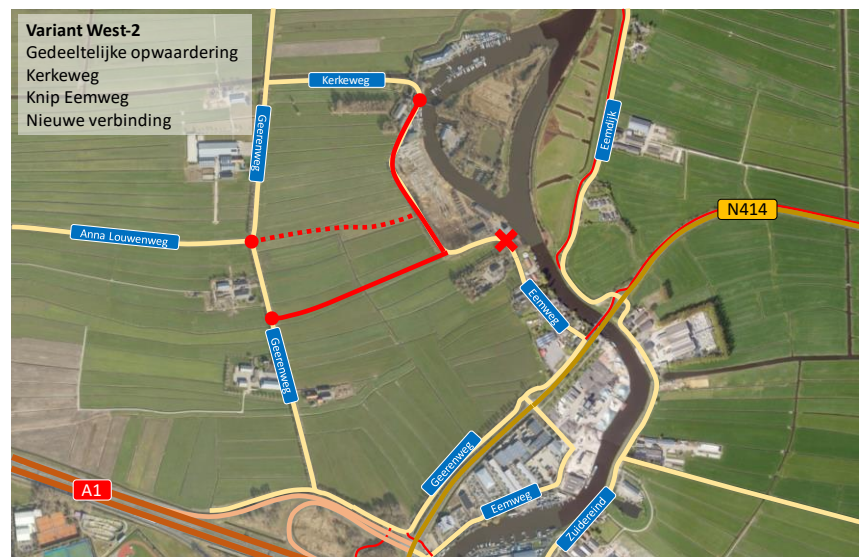 Variant West-2
Gedeeltelijke opwaardering
Kerkeweg
Knip Eemweg
Nieuwe verbinding
Kerkeweg
Geerenweg
Eemdijk
N414
Anna Louwenweg
Eemweg
Geerenweg
Geerenweg
A1
Eemweg
Zuidereind